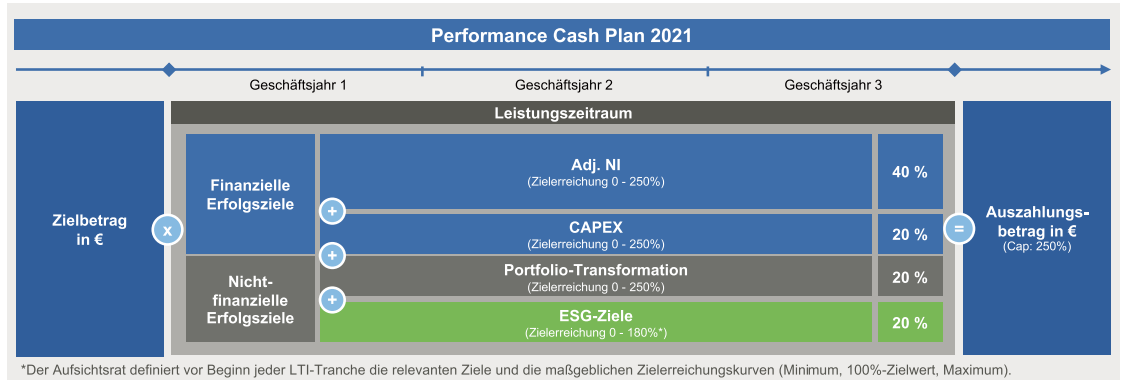 Performance Cash Plan 2021
Geschäftsjahr 1
Geschäftsjahr 2
Geschäftsjahr 3
Leistungszeitraum
Zielbetrag
in €
x
Finanzielle
Erfolgsziele
Adj. NI
(Zielerreichung 0 - 250%)
40 %
+
CAPEX
(Zielerreichung 0 - 250%)
20 %
+
Nicht-
finanzielle
Erfolgsziele
Portfolio-Transformation
(Zielerreichung 0 - 250%)
20 %
+
ESG-Ziele
(Zielerreichung 0 - 180%*)
20 %
=
Auszahlungs-
betrag in €
(Cap: 250%)
*Der Aufsichtsrat definiert vor Beginn jeder LTI-Tranche die relevanten Ziele und die maßgeblichen Zielerreichungskurven (Minimum, 100%-Zielwert, Maximum).